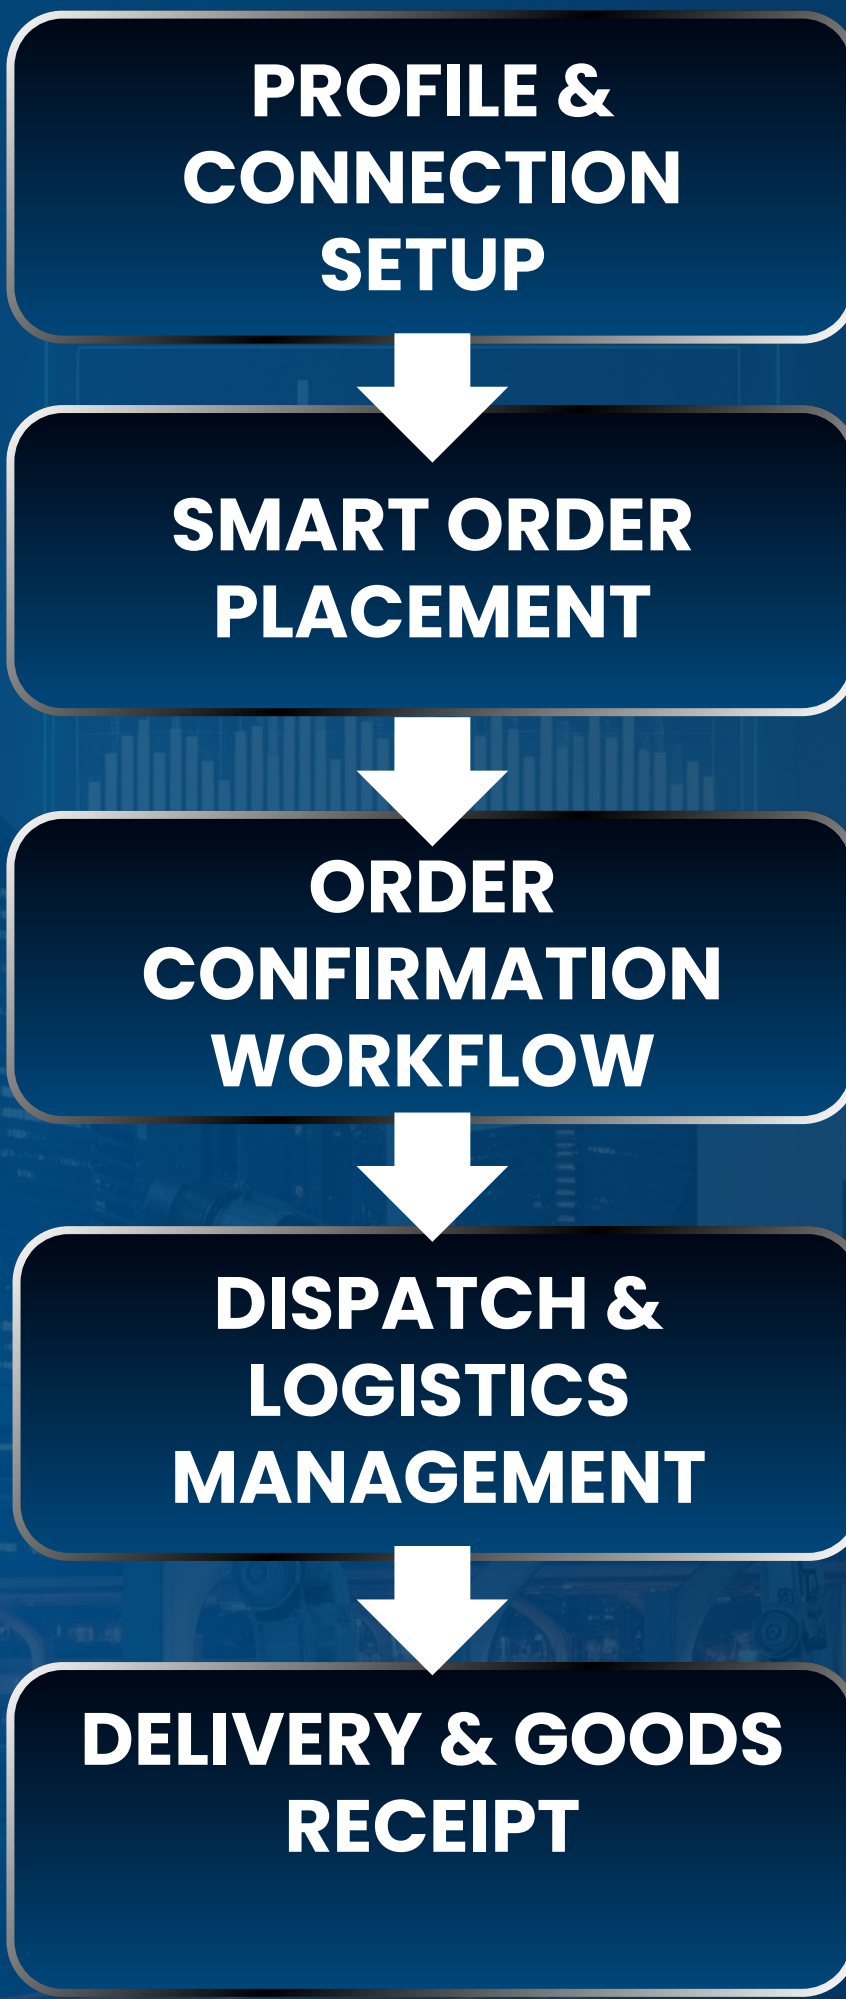 PROFILE &
CONNECTION
SETUP
SMART ORDER
PLACEMENT
ORDER
CONFIRMATION
WORKFLOW
DISPATCH &
LOGISTICS
MANAGEMENT
DELIVERY & GOODS
RECEIPT